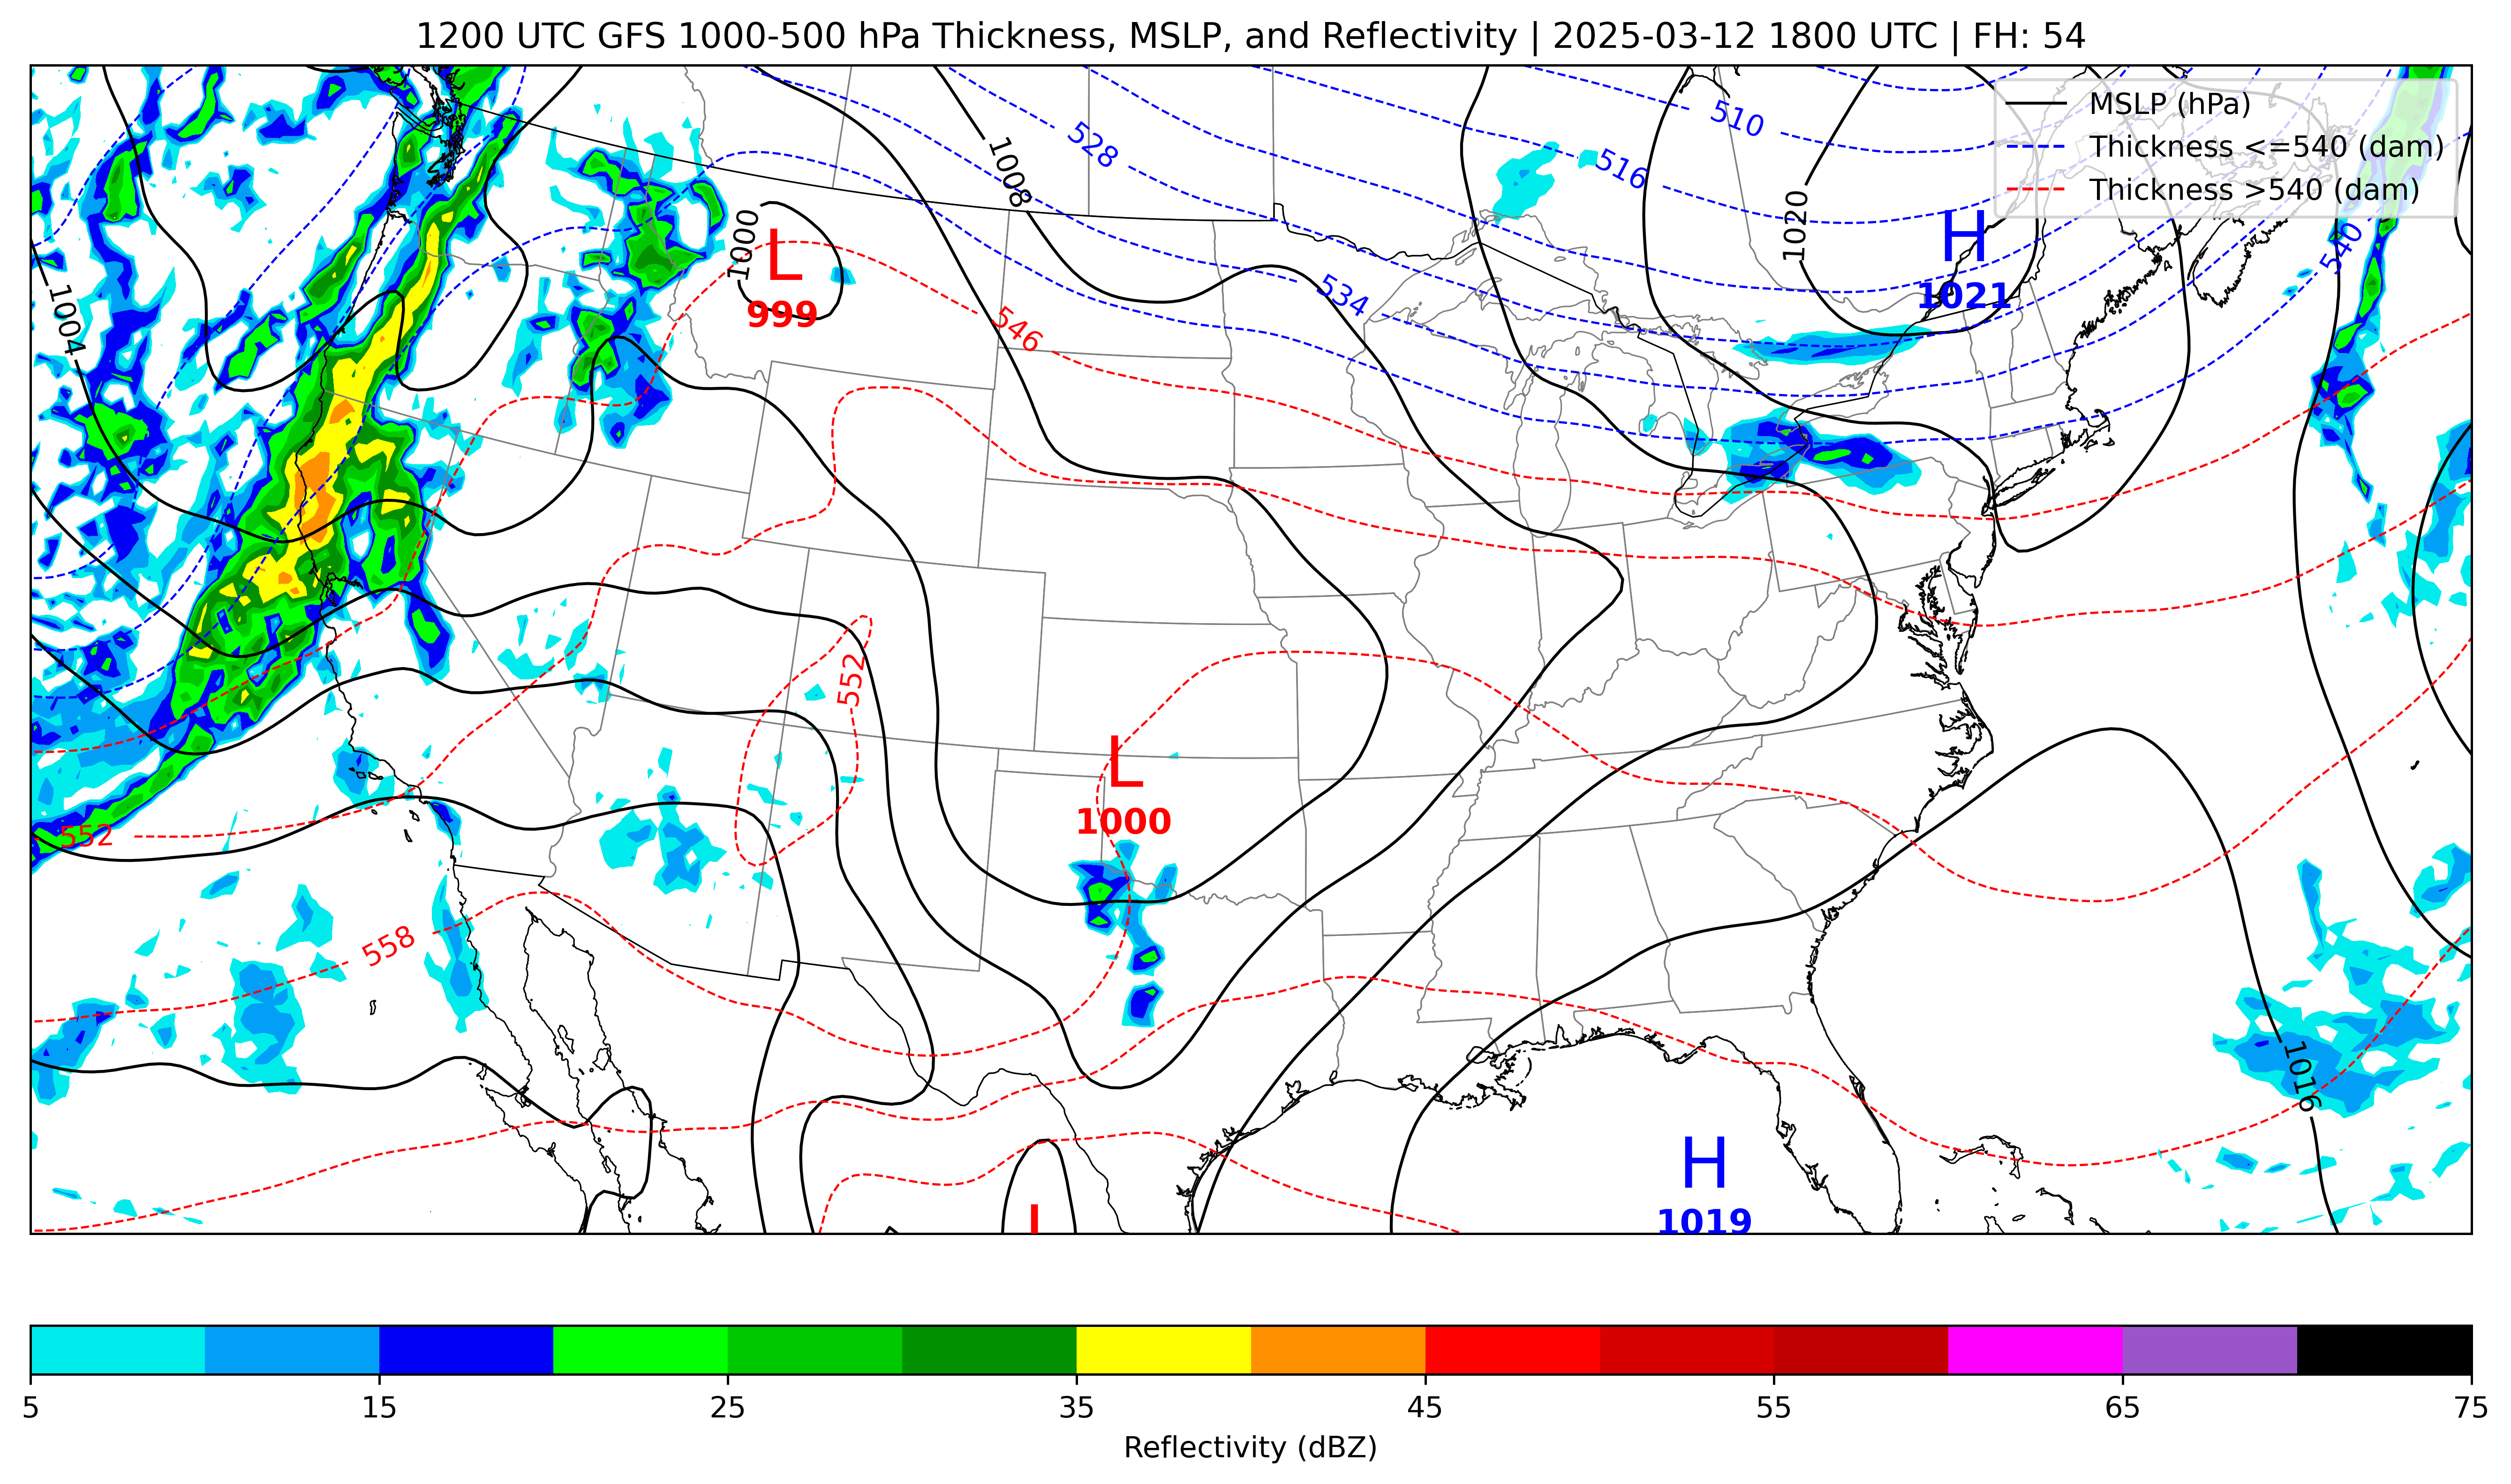 1200 UTC GFS 1000-500 hPa Thickness, MSLP, and Reflectivity | 2025-03-12 1800 UTC | FH: 54
MSLP (hPa)
Thickness <=540 (dam)
Thickness >540 (dam)
510
528
516
1008
1020
1000
H
1021
L
999
540
1004
534
546
552
L
1000
552
558
1016
H
1019
L
5 15 25 35 45 55 65 75
Reflectivity (dBZ)